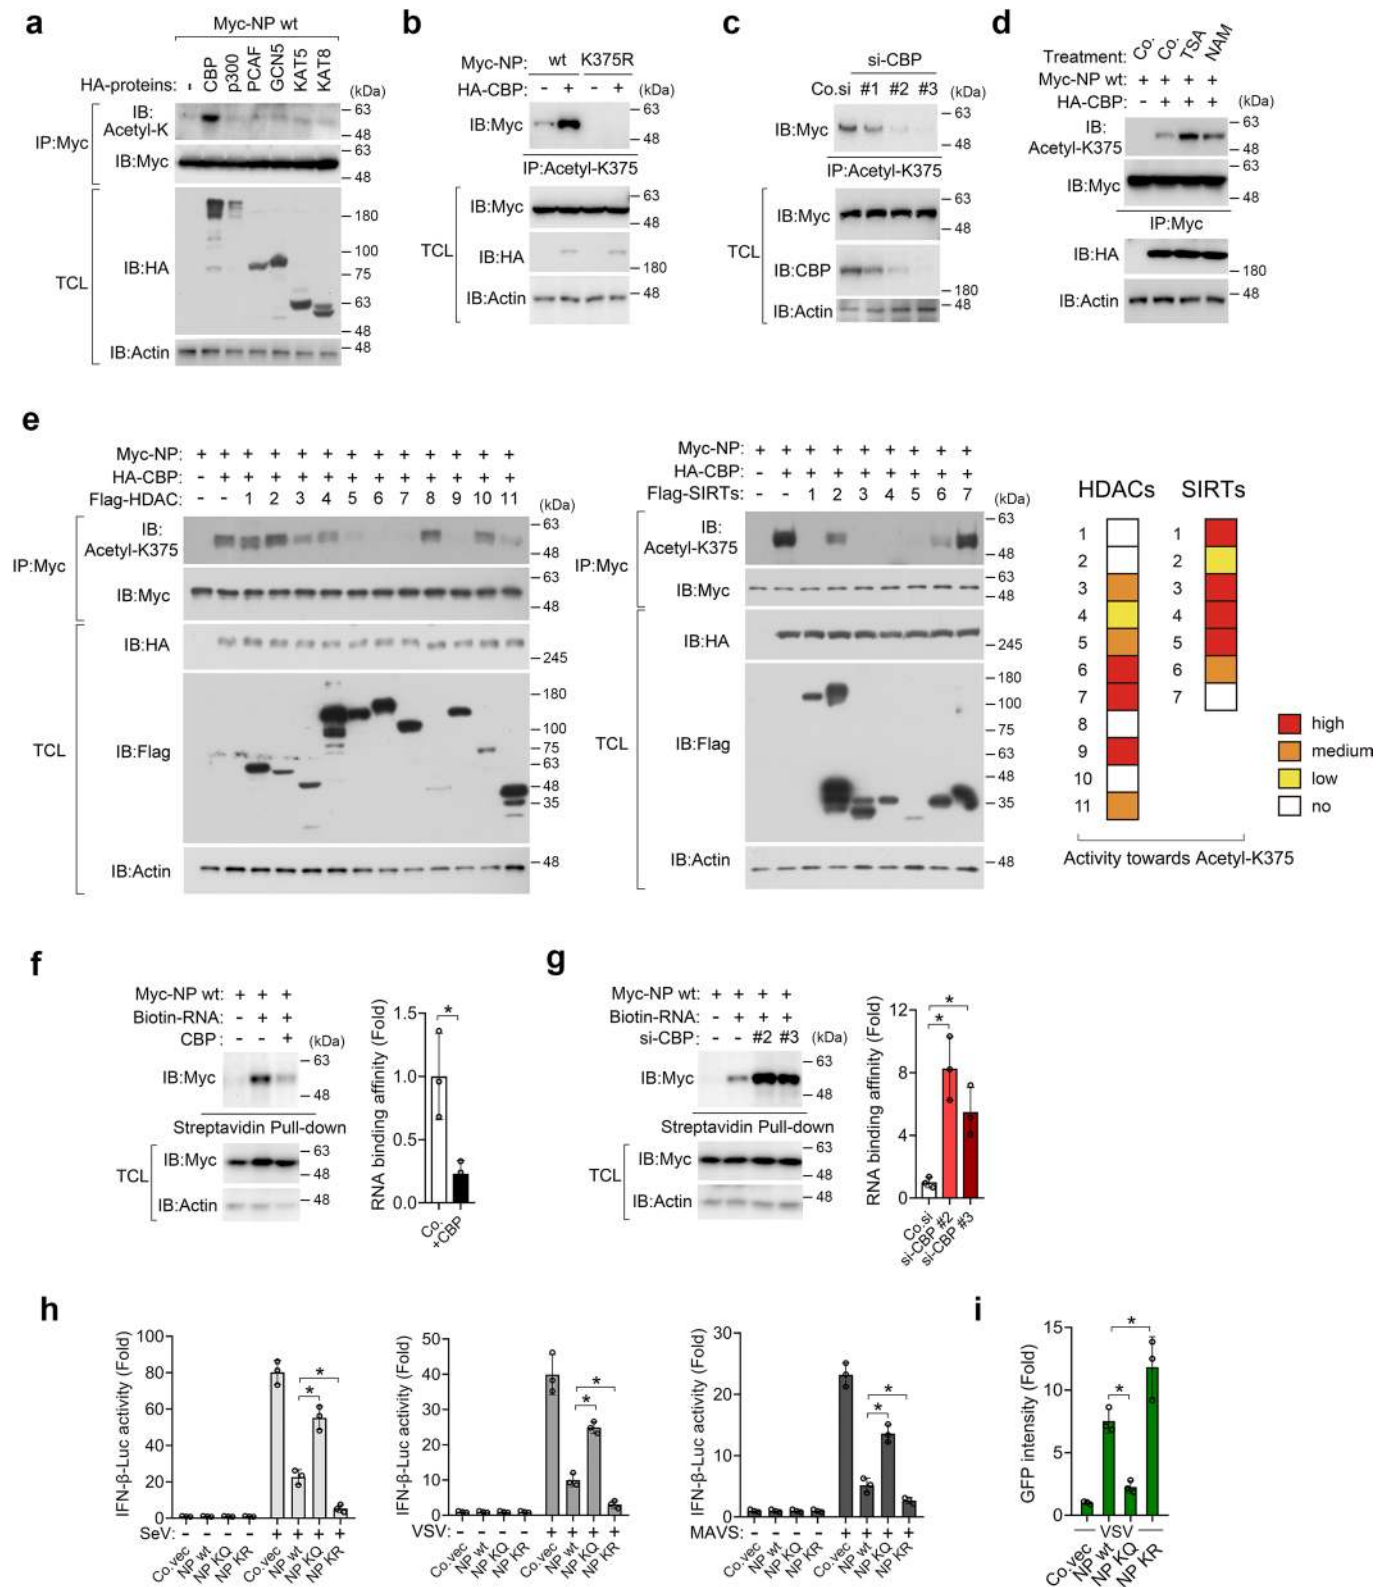 a
Myc-NP wt
HA-proteins: - CBP p300 PCAF GCN5 KAT5 KAT8 (kDa)
IP:Myc
IB:
Acetyl-K
63
48
IB:Myc
63
48
TCL
IB:HA
180
100
75
63
48
IB:Actin
48
b
Myc-NP: wt K375R
HA-CBP: - + - + (kDa)
IB:Myc
63
48
IP:Acetyl-K375
TCL
IB:Myc
63
48
IB:HA
180
IB:Actin
48
c
si-CBP
Co.si #1 #2 #3 (kDa)
IB:Myc
63
48
IP:Acetyl-K375
TCL
IB:Myc
63
48
IB:CBP
180
IB:Actin
48
d
Treatment: Co. Co. TSA NAM
Myc-NP wt: + + + +
HA-CBP: - + + + (kDa)
IB:
Acetyl-K375
63
48
IB:Myc
63
48
IP:Myc
IB:HA
180
IB:Actin
48
e
Myc-NP: + + + + + + + + + + + + +
HA-CBP: - + + + + + + + + + + + +
Flag-HDAC: - - 1 2 3 4 5 6 7 8 9 10 11 (kDa)
IP:Myc
IB:
Acetyl-K375
63
48
IB:Myc
63
48
TCL
IB:HA
245
IB:Flag
180
100
75
63
48
35
IB:Actin
48
Myc-NP: + + + + + + + + +
HA-CBP: - + + + + + + + +
Flag-SIRTs: - - 1 2 3 4 5 6 7 (kDa)
IP:Myc
IB:
Acetyl-K375
63
48
IB:Myc
63
48
TCL
IB:HA
245
IB:Flag
180
100
75
63
48
35
IB:Actin
48
HDACs SIRTs
1 1
2 2
3 3
4 4
5 5
6 6
7 7
8
9
10
11
high
medium
low
no
Activity towards Acetyl-K375
f
Myc-NP wt: + + +
Biotin-RNA: - + +
CBP: - - + (kDa)
IB:Myc
63
48
Streptavidin Pull-down
TCL
IB:Myc
63
48
IB:Actin
48
RNA binding affinity (Fold)
1.5
1.0
0.5
0.0
*
Co.
+CBP
g
Myc-NP wt: + + + +
Biotin-RNA: - + + +
si-CBP: - - #2 #3 (kDa)
IB:Myc
63
48
Streptavidin Pull-down
TCL
IB:Myc
63
48
IB:Actin
48
RNA binding affinity (Fold)
12
8
4
0
*
*
Co.si
si-CBP #2
si-CBP #3
h
IFN-β-Luc activity (Fold)
100
80
60
40
20
0
*
*
SeV: - - - - + + + +
Co.vec NP wt NP KQ NP KR Co.vec NP wt NP KQ NP KR
IFN-β-Luc activity (Fold)
50
40
30
20
10
0
*
*
VSV: - - - - + + + +
Co.vec NP wt NP KQ NP KR Co.vec NP wt NP KQ NP KR
IFN-β-Luc activity (Fold)
30
20
10
0
*
*
MAVS: - - - - + + + +
Co.vec NP wt NP KQ NP KR Co.vec NP wt NP KQ NP KR
i
GFP intensity (Fold)
15
10
5
0
*
*
VSV
Co.vec NP wt NP KQ NP KR